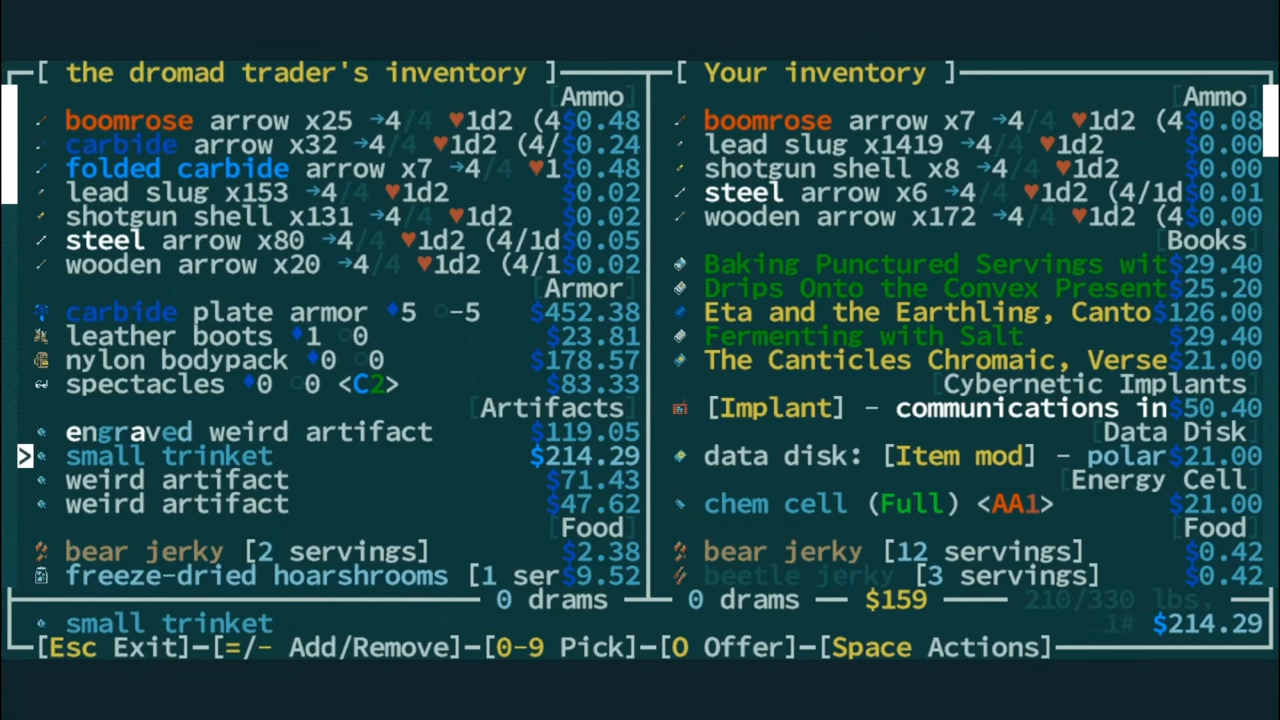 [ the dromad trader's inventory ]
[Ammo]
boomrose arrow x25 →4/4 ♥1d2 (4 $0.48
carbide arrow x32 →4/4 ♥1d2 (4/ $0.24
folded carbide arrow x7 →4/4 ♥1 $0.48
lead slug x153 →4/4 ♥1d2 $0.02
shotgun shell x131 →4/4 ♥1d2 $0.02
steel arrow x80 →4/4 ♥1d2 (4/1d $0.05
wooden arrow x20 →4/4 ♥1d2 (4/1 $0.02
[Armor]
carbide plate armor ♦5 ○-5 $452.38
leather boots ♦1 ○0 $23.81
nylon bodypack ♦0 ○0 $178.57
spectacles ♦0 ○0 <C2> $83.33
[Artifacts]
engraved weird artifact $119.05
> small trinket $214.29
weird artifact $71.43
weird artifact $47.62
[Food]
bear jerky [2 servings] $2.38
freeze-dried hoarshrooms [1 ser $9.52
0 drams
[ Your inventory ]
[Ammo]
boomrose arrow x7 →4/4 ♥1d2 (4 $0.08
lead slug x1419 →4/4 ♥1d2 $0.00
shotgun shell x8 →4/4 ♥1d2 $0.00
steel arrow x6 →4/4 ♥1d2 (4/1d $0.01
wooden arrow x172 →4/4 ♥1d2 (4 $0.00
[Books]
Baking Punctured Servings wit $29.40
Drips Onto the Convex Present $25.20
Eta and the Earthling, Canto $126.00
Fermenting with Salt $29.40
The Canticles Chromaic, Verse $21.00
[Cybernetic Implants]
[Implant] - communications in $50.40
[Data Disk]
data disk: [Item mod] - polar $21.00
[Energy Cell]
chem cell (Full) <AA1> $21.00
[Food]
bear jerky [12 servings] $0.42
beetle jerky [3 servings] $0.42
0 drams — $159 — 210/330 lbs.
small trinket 1# $214.29
[Esc Exit]-[=/- Add/Remove]-[0-9 Pick]-[O Offer]-[Space Actions]